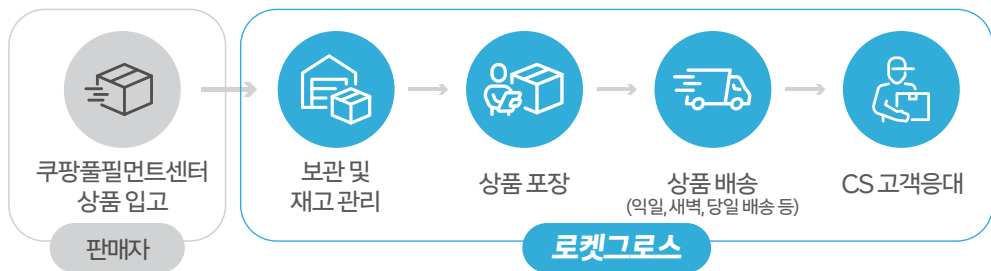 쿠팡풀필먼트센터
상품 입고
판매자
보관 및
재고 관리
상품 포장
상품 배송
(익일, 새벽, 당일 배송 등)
CS 고객응대
로켓그로스